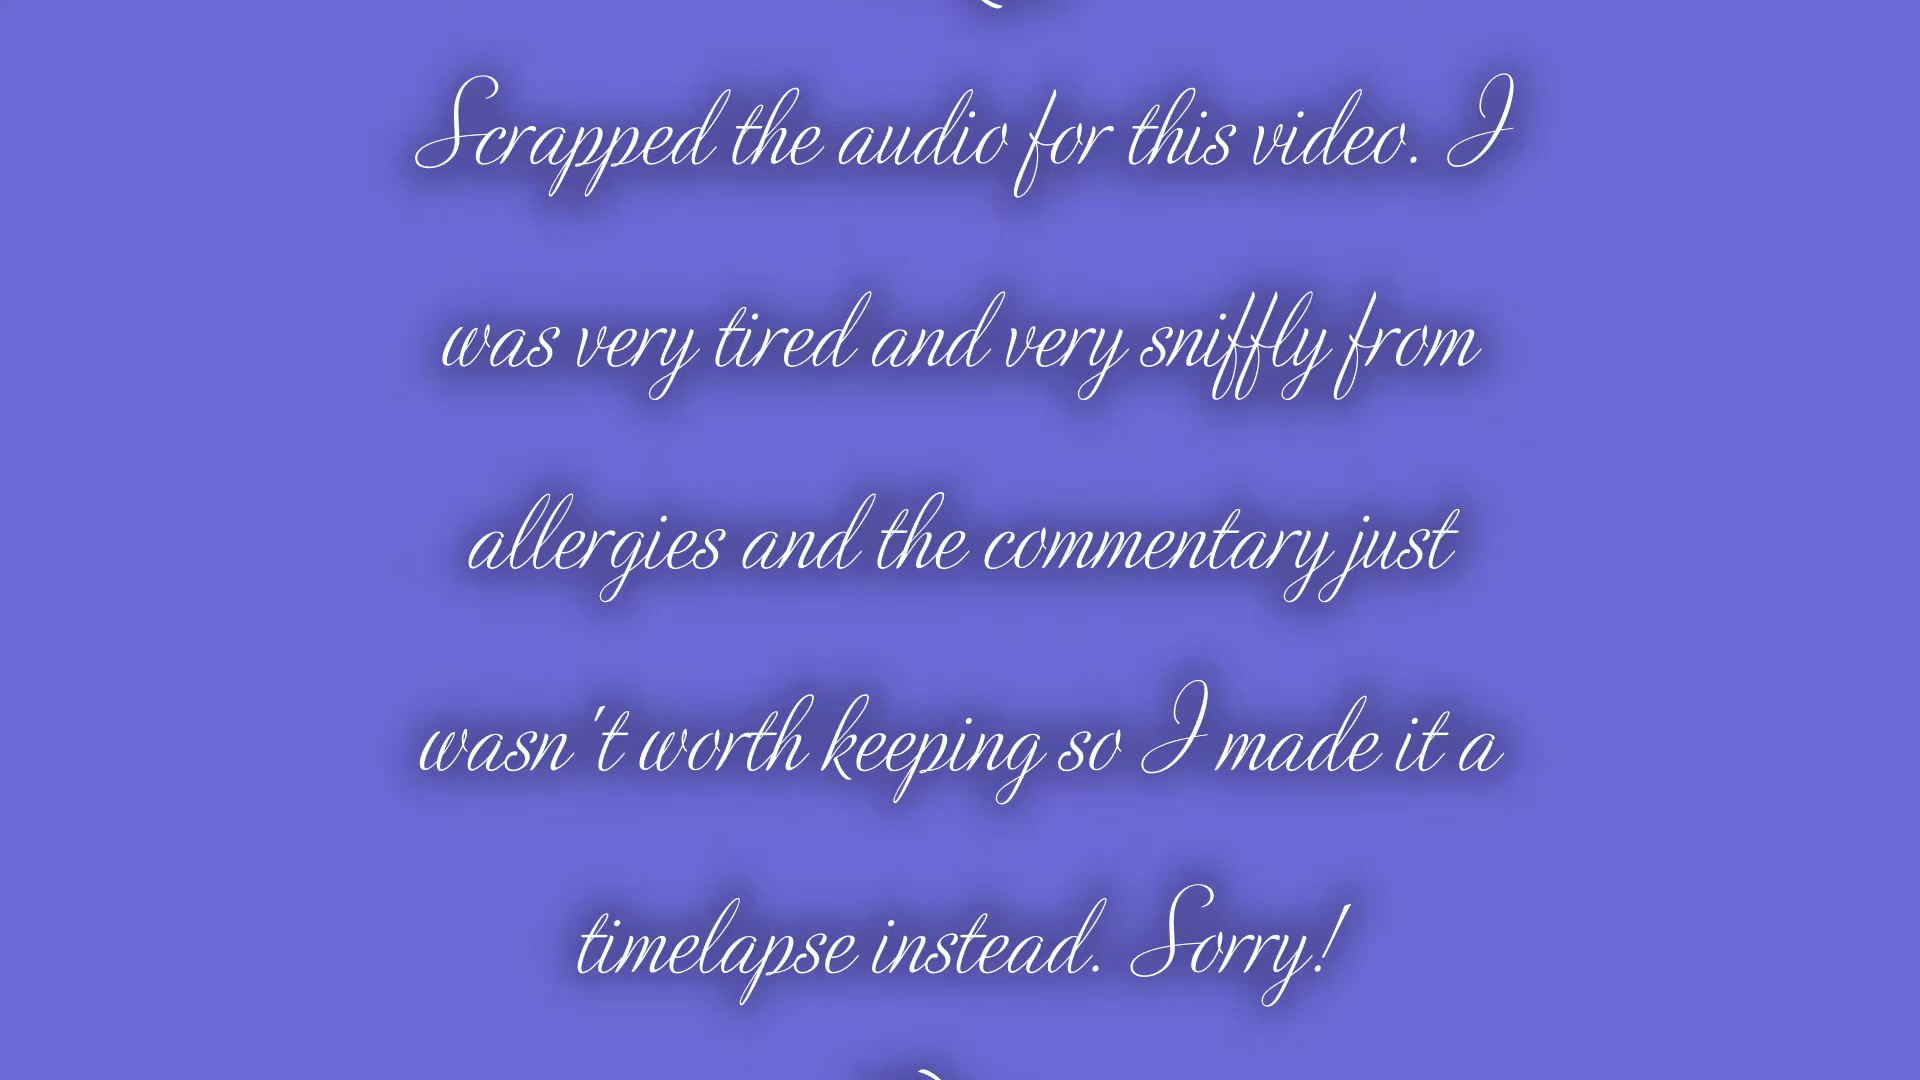 Scrapped the audio for this video. I
was very tired and very sniffly from
allergies and the commentary just
wasn't worth keeping so I made it a
timelapse instead. Sorry!